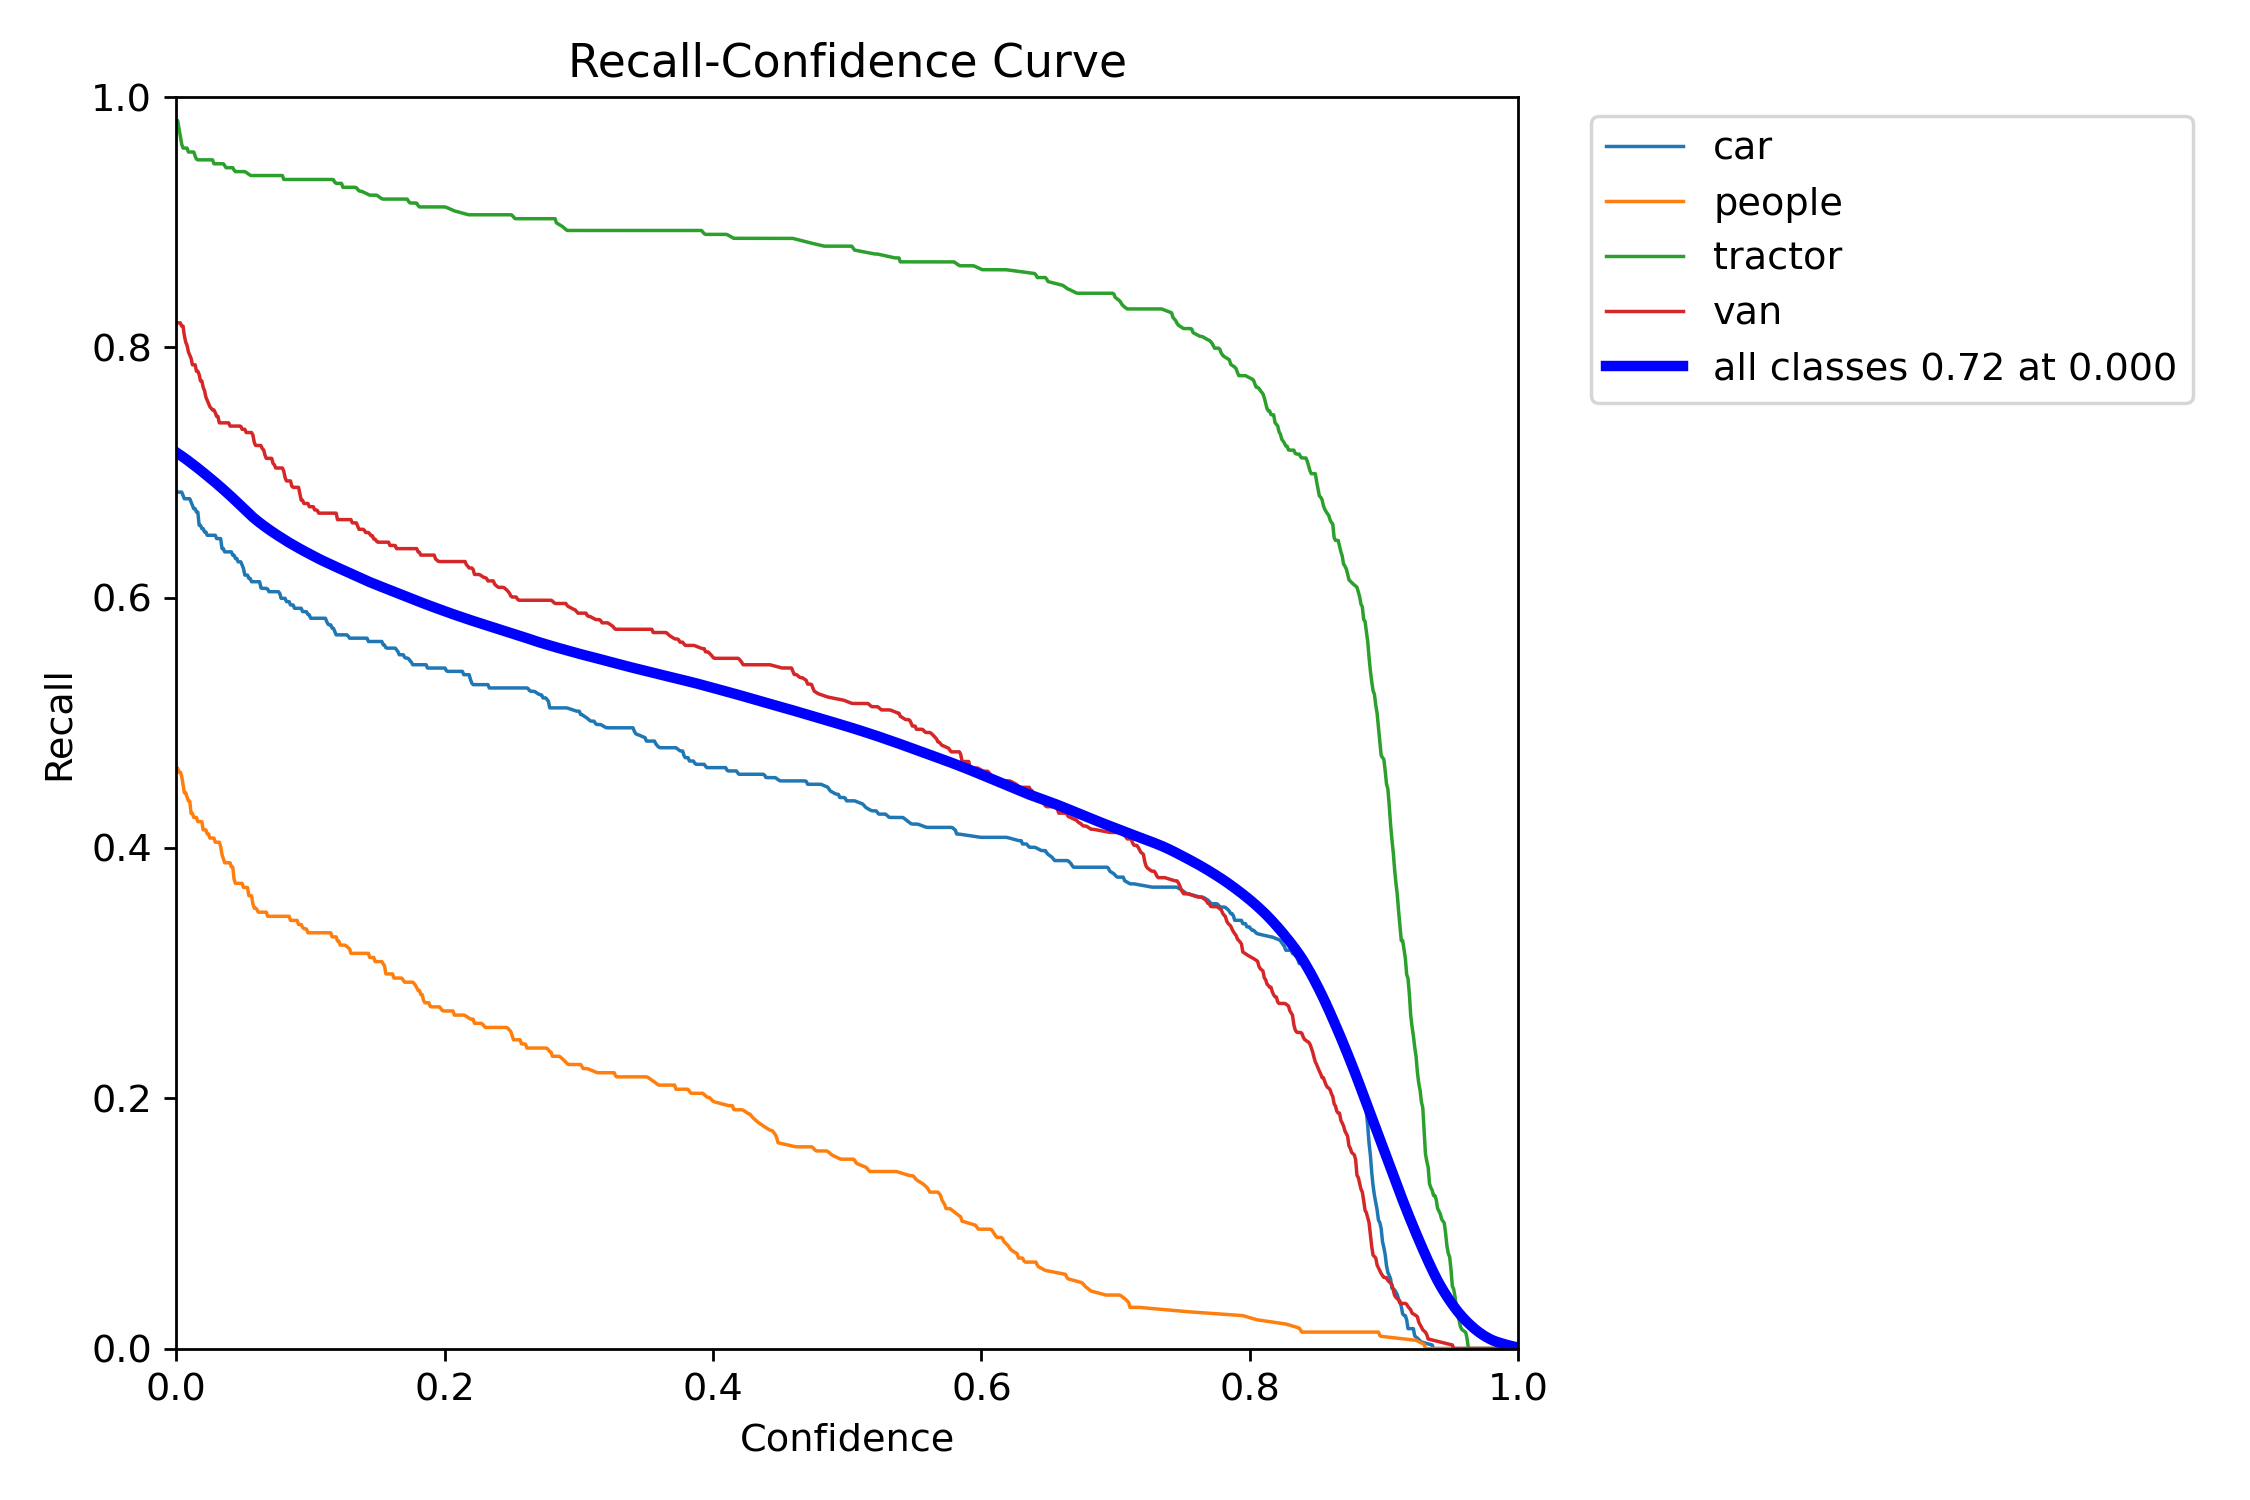 Recall-Confidence Curve
1.0
0.8
0.6
0.4
0.2
0.0
Recall
0.0 0.2 0.4 0.6 0.8 1.0
Confidence
car
people
tractor
van
all classes 0.72 at 0.000